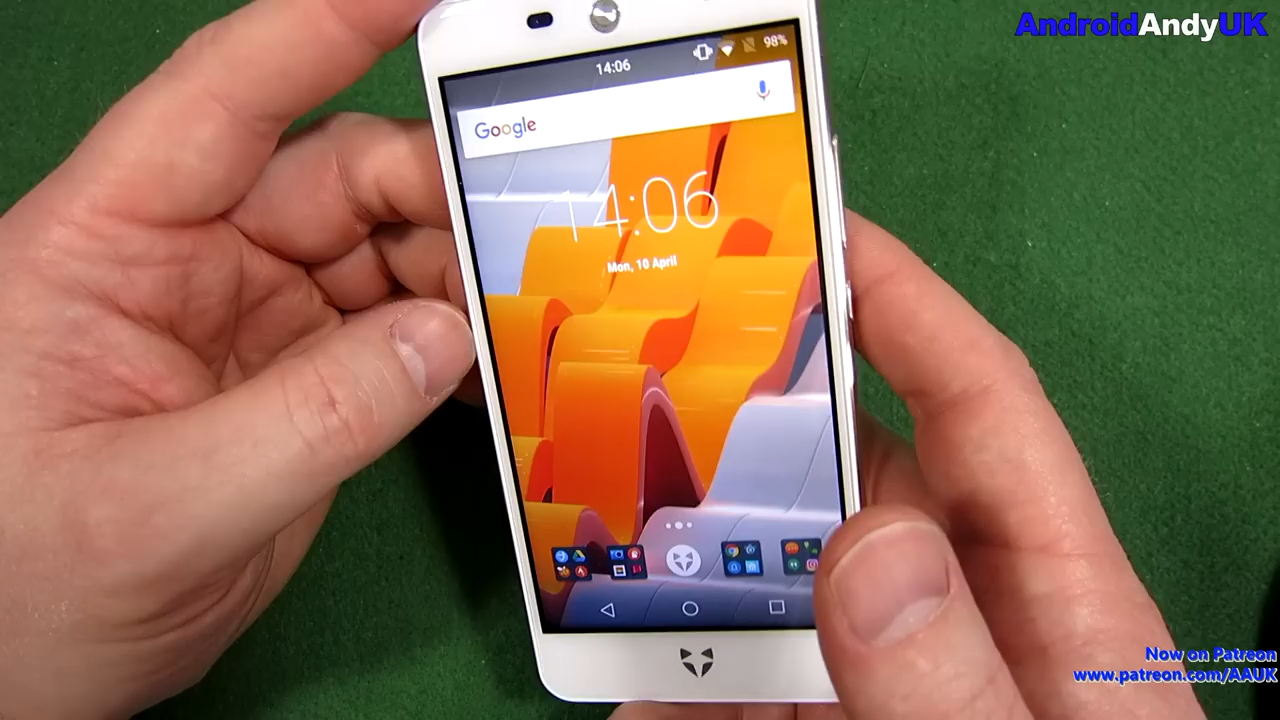 AndroidAndyUK
98%
14:06
Google
14:06
Mon, 10 April
Now on Patreon
www.patreon.com/AAUK